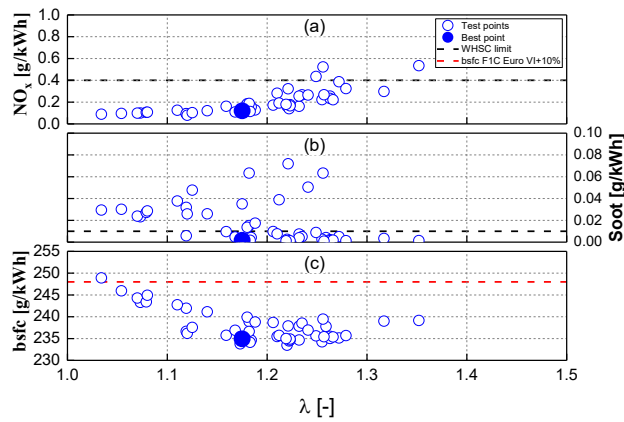 (a)
Test points
Best point
WHSC limit
bsfc F1C Euro VI+10%
NOx [g/kWh]
1.0
0.8
0.6
0.4
0.2
0.0
(b)
0.10
0.08
0.06
0.04
0.02
0.00
Soot [g/kWh]
(c)
bsfc [g/kWh]
255
250
245
240
235
230
1.0 1.1 1.2 1.3 1.4 1.5
λ [-]